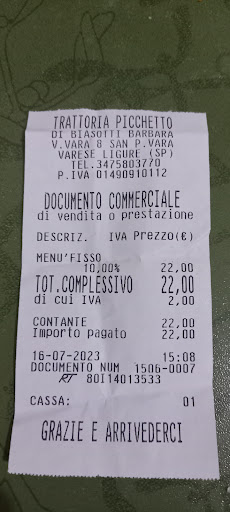 TRATTORIA PICCHETTO
DI BIASOTTI BARBARA
V.VARA 8 SAN P.VARA
VARESE LIGURE (SP)
TEL.3475803770
P.IVA 01490910112
DOCUMENTO COMMERCIALE
di vendita o prestazione
DESCRIZ. IVA Prezzo(€)
MENU'FISSO
10,00% 22,00
TOT.COMPLESSIVO 22,00
di cui IVA 2,00
CONTANTE 22,00
Importo pagato 22,00
16-07-2023 15:08
DOCUMENTO NUM 1506-0007
RT 80I14013533
CASSA: 01
GRAZIE E ARRIVEDERCI